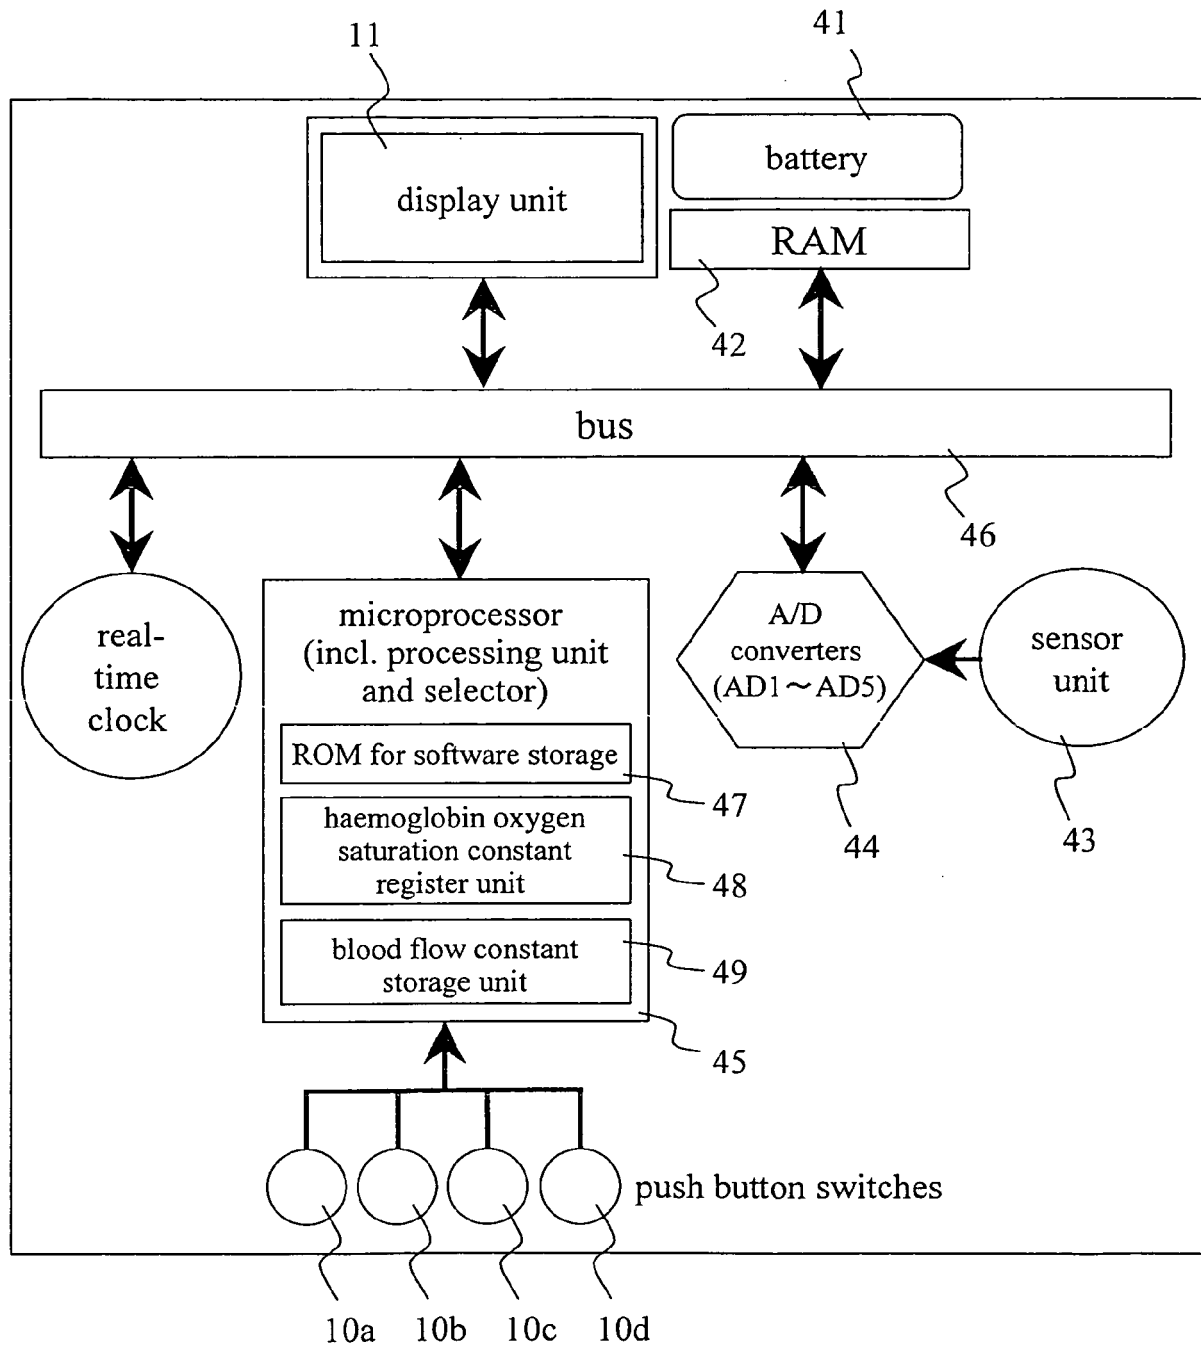 11
41
battery
display unit
RAM
42
bus
46
real-
time
clock
microprocessor
(incl. processing unit
and selector)
ROM for software storage
47
haemoglobin oxygen
saturation constant
register unit
48
blood flow constant
storage unit
49
45
A/D
converters
(AD1～AD5)
44
sensor
unit
43
push button switches
10a
10b
10c
10d